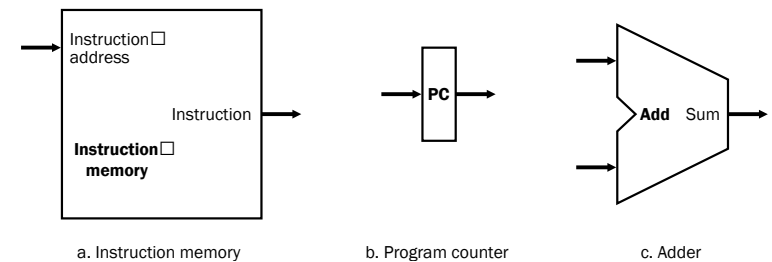 Instruction□
address
Instruction
Instruction□
memory
PC
Add Sum
a. Instruction memory
b. Program counter
c. Adder